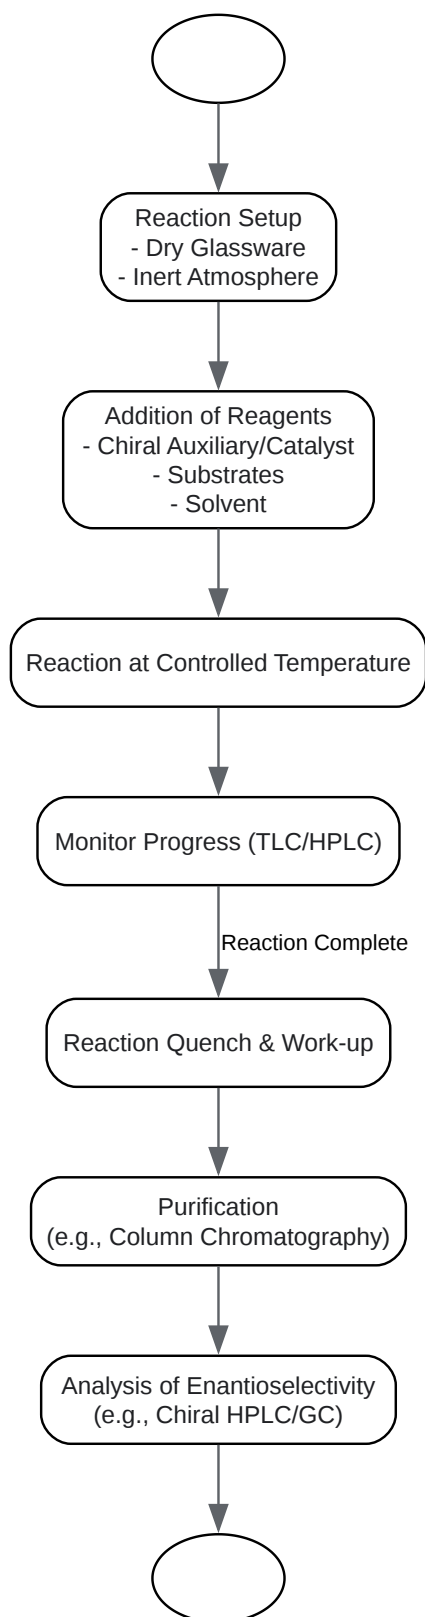 Reaction Setup
- Dry Glassware
- Inert Atmosphere
Addition of Reagents
- Chiral Auxiliary/Catalyst
- Substrates
- Solvent
Reaction at Controlled Temperature
Monitor Progress (TLC/HPLC)
Reaction Complete
Reaction Quench & Work-up
Purification
(e.g., Column Chromatography)
Analysis of Enantioselectivity
(e.g., Chiral HPLC/GC)